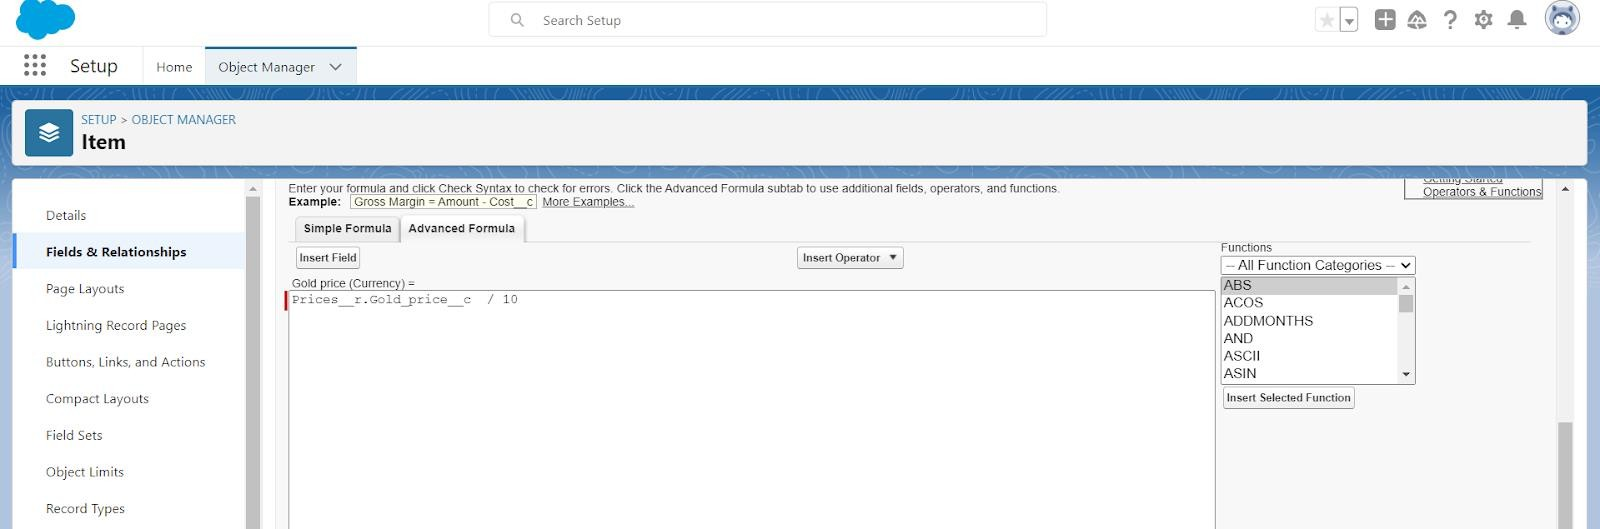 Search Setup
Setup
Home
Object Manager
SETUP > OBJECT MANAGER
Item
Details
Fields & Relationships
Page Layouts
Lightning Record Pages
Buttons, Links, and Actions
Compact Layouts
Field Sets
Object Limits
Record Types
Enter your formula and click Check Syntax to check for errors. Click the Advanced Formula subtab to use additional fields, operators, and functions.
Example: Gross Margin = Amount - Cost__c More Examples...
Getting Started
Operators & Functions
Simple Formula
Advanced Formula
Insert Field
Insert Operator
Gold price (Currency) =
Prices__r.Gold_price__c / 10
Functions
-- All Function Categories --
ABS
ACOS
ADDMONTHS
AND
ASCII
ASIN
Insert Selected Function